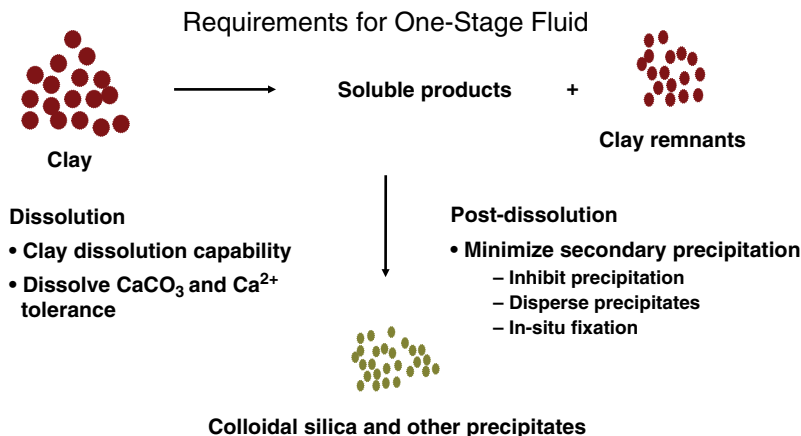 Requirements for One-Stage Fluid
Soluble products
+
Clay
Clay remnants
Dissolution
• Clay dissolution capability
• Dissolve CaCO₃ and Ca²⁺
tolerance
Post-dissolution
• Minimize secondary precipitation
– Inhibit precipitation
– Disperse precipitates
– In-situ fixation
Colloidal silica and other precipitates